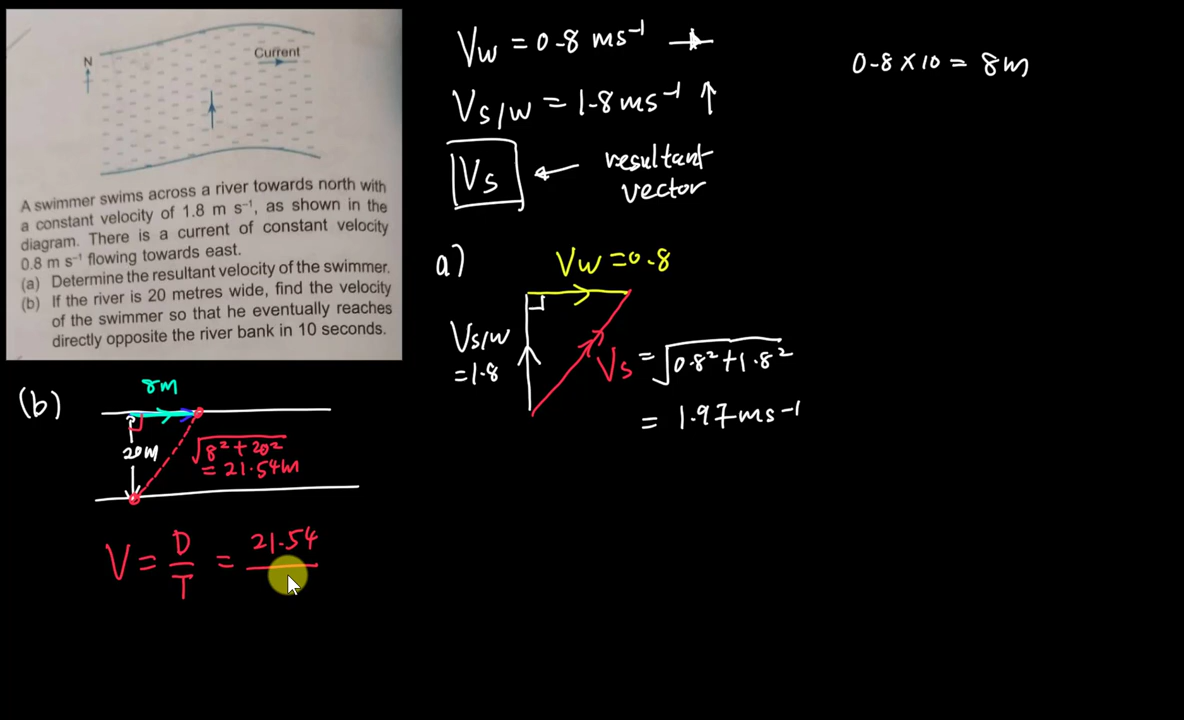 N
Current
A swimmer swims across a river towards north with
a constant velocity of 1.8 m s⁻¹, as shown in the
diagram. There is a current of constant velocity
0.8 m s⁻¹ flowing towards east.
(a) Determine the resultant velocity of the swimmer.
(b) If the river is 20 metres wide, find the velocity
of the swimmer so that he eventually reaches
directly opposite the river bank in 10 seconds.
Vw = 0.8 ms⁻¹ →
Vs/w = 1.8 ms⁻¹ ↑
Vs ← resultant
vector
0.8 × 10 = 8m
a)
Vw = 0.8
Vs/w
= 1.8
Vs = √0.8² + 1.8²
= 1.97 ms⁻¹
(b)
8m
20m
√8² + 20²
= 21.54m
V = D/T = 21.54